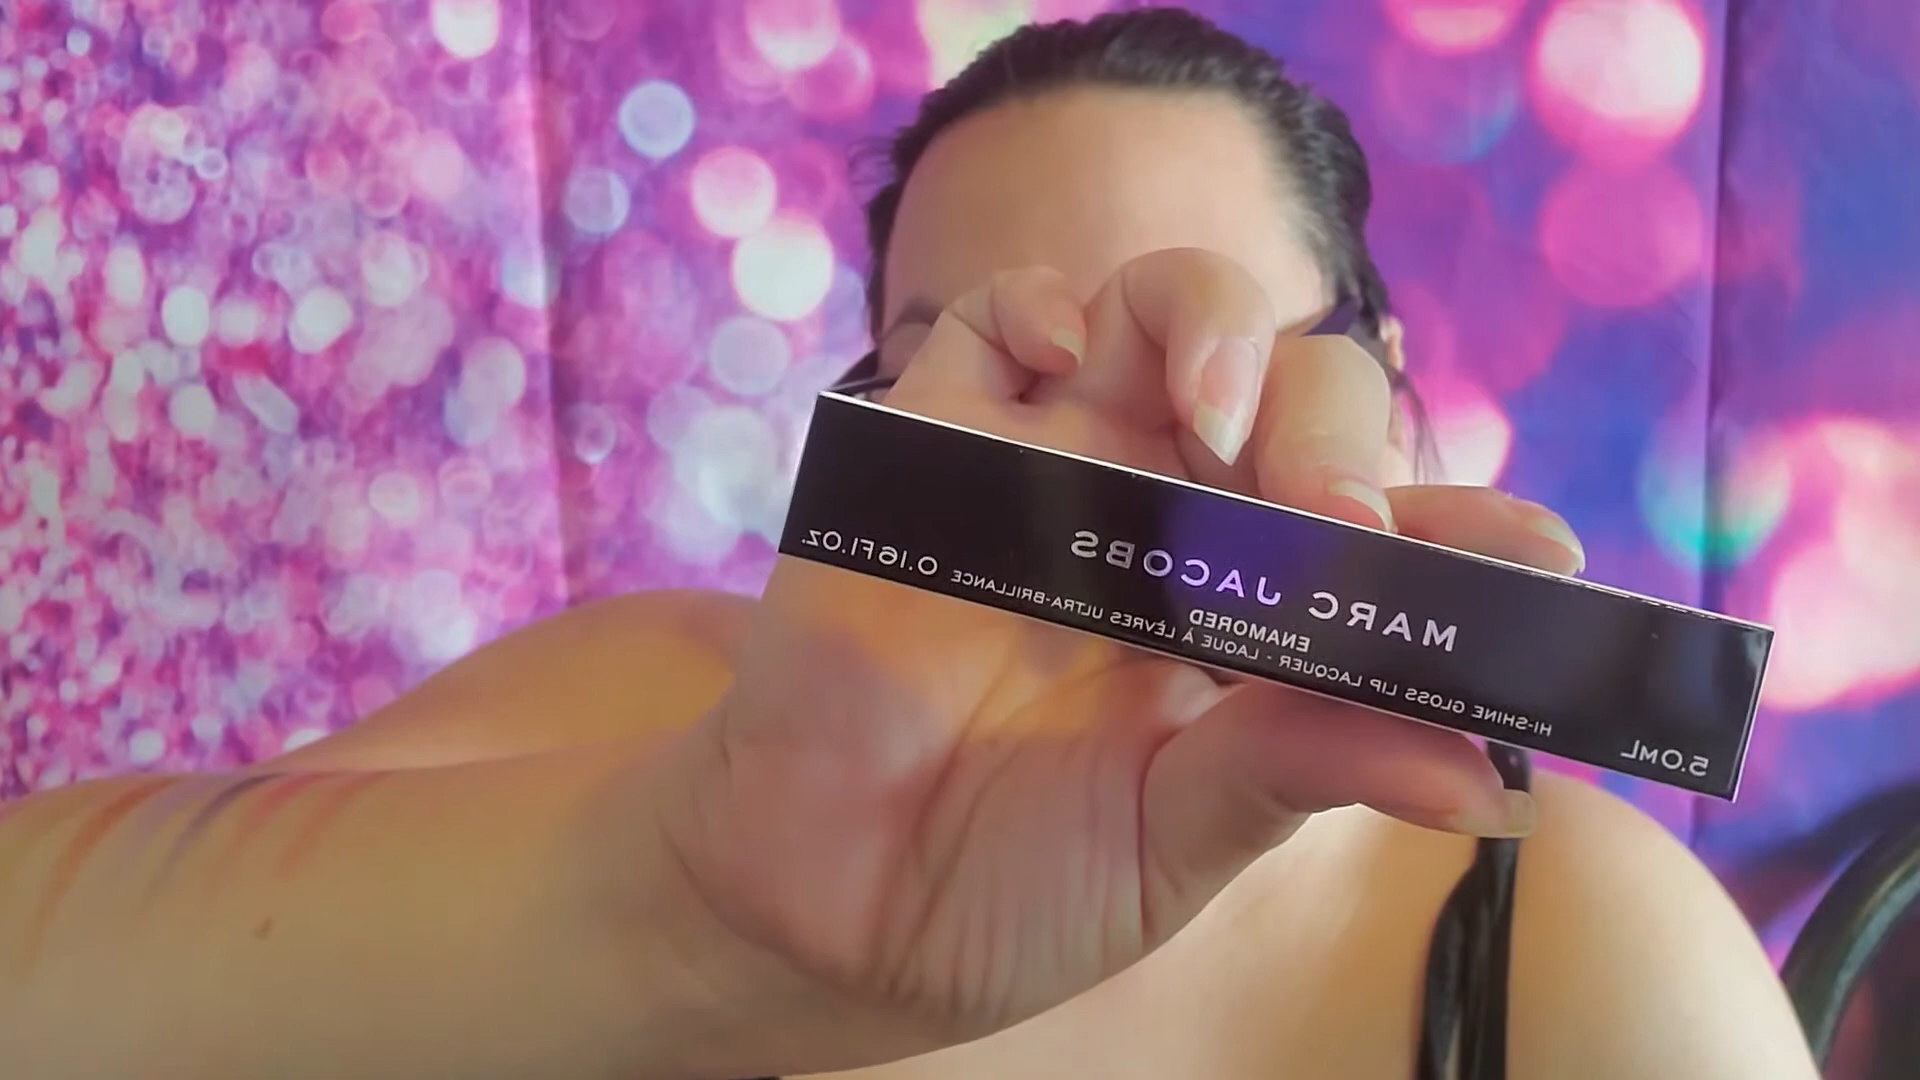 MARC JACOBS
ENAMORED
HI-SHINE GLOSS LIP LACQUER - LAQUE À LÈVRES ULTRA-BRILLANCE
5.0mL 0.16Fl.Oz.